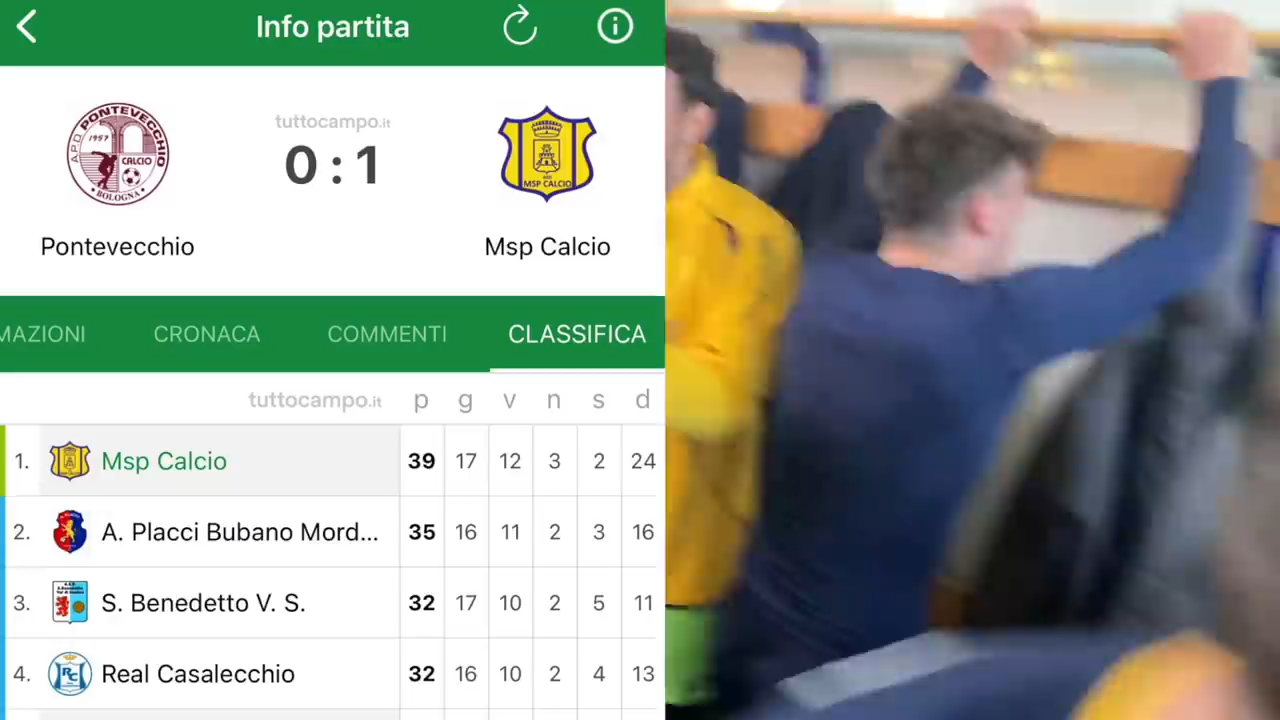 Info partita
A.P.D. PONTEVECCHIO
1957
CALCIO
BOLOGNA
tuttocampo.it
0 : 1
MSP CALCIO
Pontevecchio
Msp Calcio
MAZIONI CRONACA COMMENTI CLASSIFICA
tuttocampo.it p g v n s d
1. Msp Calcio 39 17 12 3 2 24
2. A. Placci Bubano Mord... 35 16 11 2 3 16
3. S. Benedetto V. S. 32 17 10 2 5 11
4. Real Casalecchio 32 16 10 2 4 13